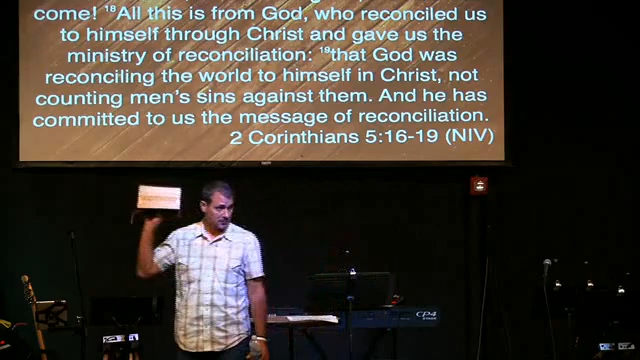 come! ¹⁸All this is from God, who reconciled us
to himself through Christ and gave us the
ministry of reconciliation: ¹⁹that God was
reconciling the world to himself in Christ, not
counting men's sins against them. And he has
committed to us the message of reconciliation.
2 Corinthians 5:16-19 (NIV)
CP4